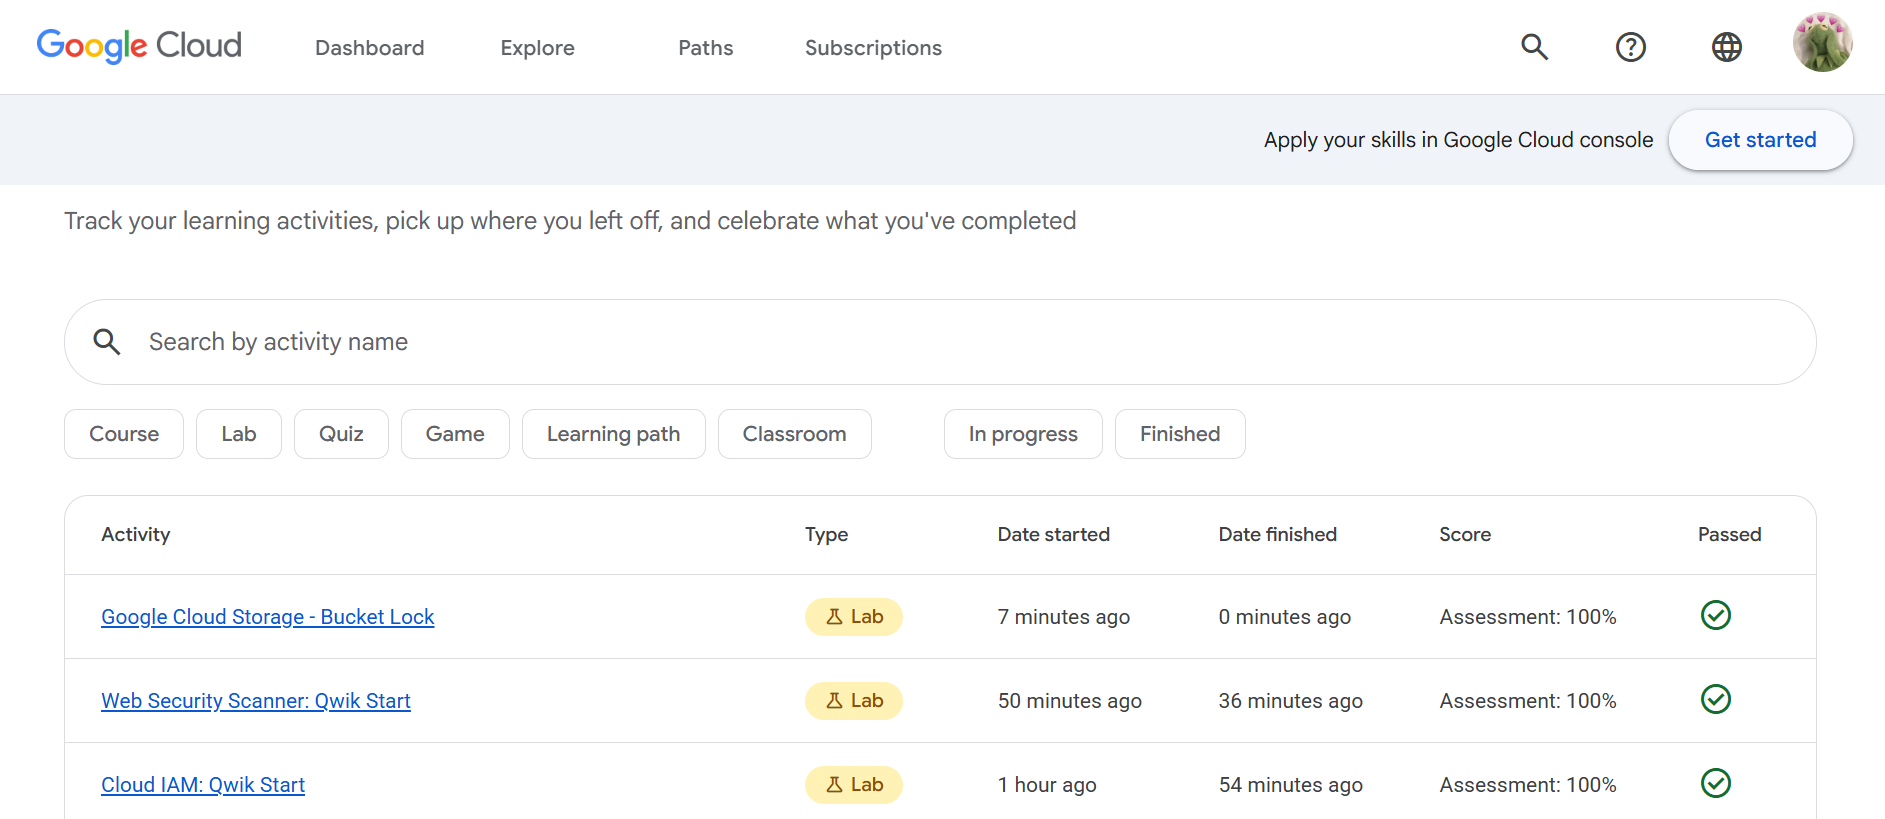 Google Cloud Dashboard Explore Paths Subscriptions
Apply your skills in Google Cloud console Get started
Track your learning activities, pick up where you left off, and celebrate what you've completed
Search by activity name
Course Lab Quiz Game Learning path Classroom In progress Finished
Activity Type Date started Date finished Score Passed
Google Cloud Storage - Bucket Lock Lab 7 minutes ago 0 minutes ago Assessment: 100%
Web Security Scanner: Qwik Start Lab 50 minutes ago 36 minutes ago Assessment: 100%
Cloud IAM: Qwik Start Lab 1 hour ago 54 minutes ago Assessment: 100%